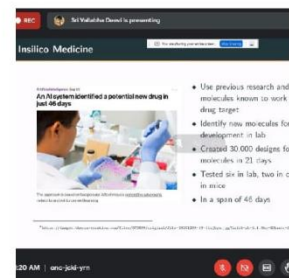 REC
Sri Vallabha Deevi is presenting
Insilico Medicine
An AI system identified a potential new drug in
just 46 days
• Use previous research and
molecules known to work
drug target
• Identify new molecules for
development in lab
• Created 30,000 designs for
molecules in 21 days
• Tested six in lab, two in c
in mice
• In a span of 46 days
:20 AM | one-jcid-yrn